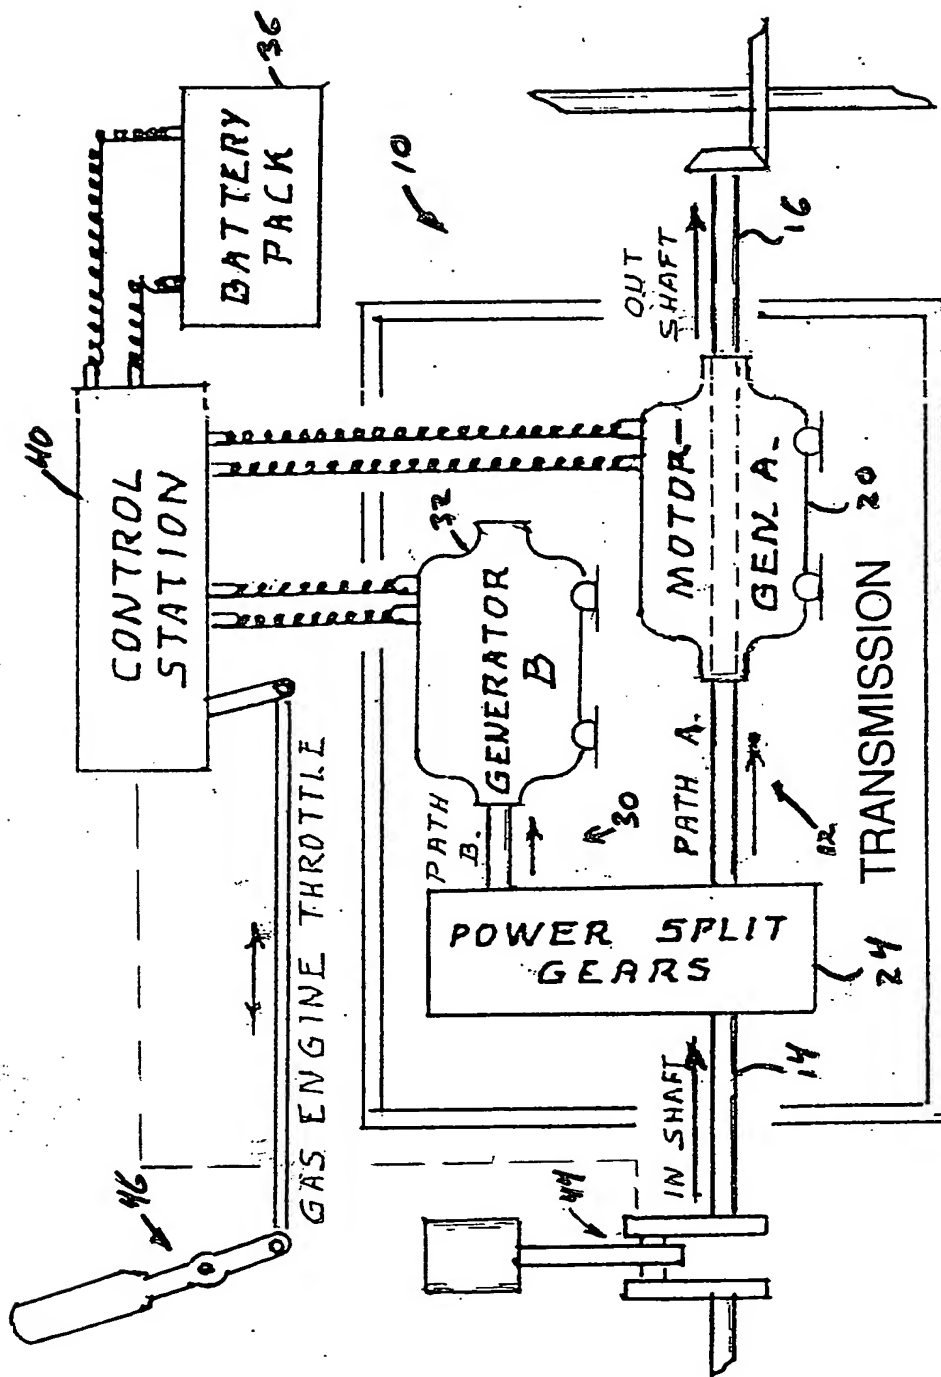 46
GAS ENGINE THROTTLE
40
CONTROL
STATION
36
BATTERY
PACK
10
44
IN SHAFT
14
POWER SPLIT
GEARS
24
PATH
B.
30
GENERATOR
B
32
PATH A.
12
MOTOR-
GEN. A.
20
OUT
SHAFT
16
TRANSMISSION